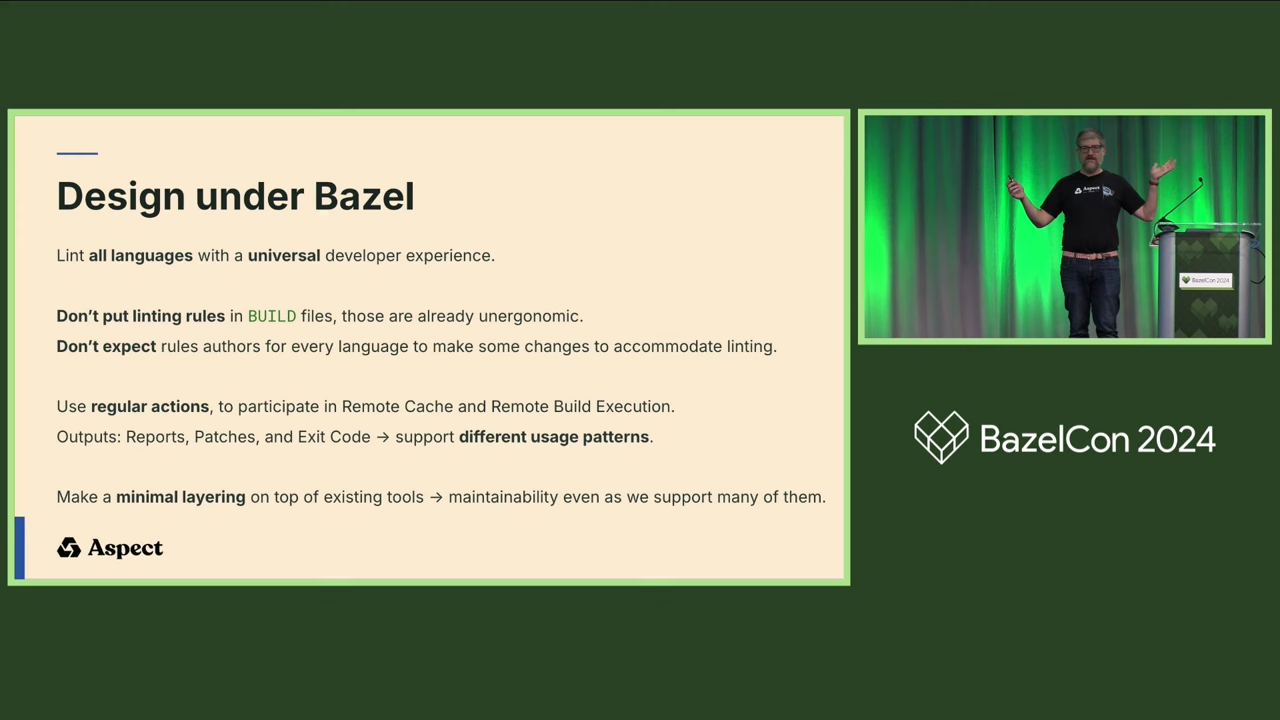 Design under Bazel
Lint all languages with a universal developer experience.
Don’t put linting rules in BUILD files, those are already unergonomic.
Don’t expect rules authors for every language to make some changes to accommodate linting.
Use regular actions, to participate in Remote Cache and Remote Build Execution.
Outputs: Reports, Patches, and Exit Code → support different usage patterns.
Make a minimal layering on top of existing tools → maintainability even as we support many of them.
Aspect
Aspect
BazelCon 2024
BazelCon 2024